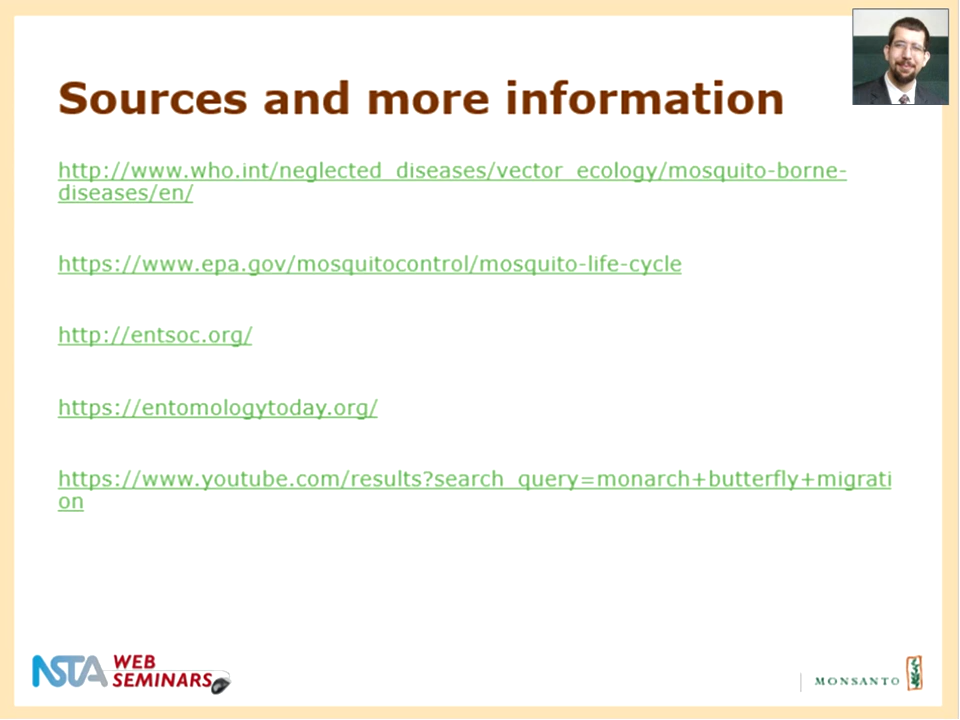 Sources and more information
http://www.who.int/neglected_diseases/vector_ecology/mosquito-borne-
diseases/en/
https://www.epa.gov/mosquitocontrol/mosquito-life-cycle
http://entsoc.org/
https://entomologytoday.org/
https://www.youtube.com/results?search_query=monarch+butterfly+migrati
on
NSTA WEB
SEMINARS
MONSANTO